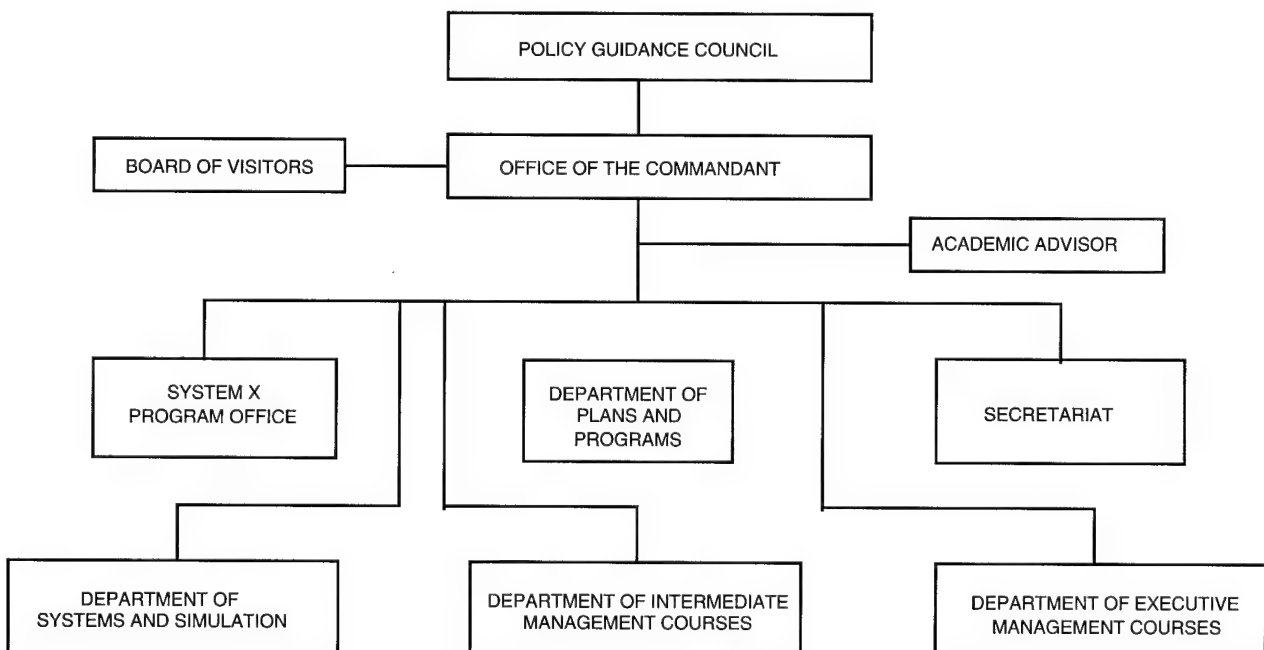 POLICY GUIDANCE COUNCIL
BOARD OF VISITORS
OFFICE OF THE COMMANDANT
ACADEMIC ADVISOR
SYSTEM X
PROGRAM OFFICE
DEPARTMENT OF
PLANS AND
PROGRAMS
SECRETARIAT
DEPARTMENT OF
SYSTEMS AND SIMULATION
DEPARTMENT OF INTERMEDIATE
MANAGEMENT COURSES
DEPARTMENT OF EXECUTIVE
MANAGEMENT COURSES